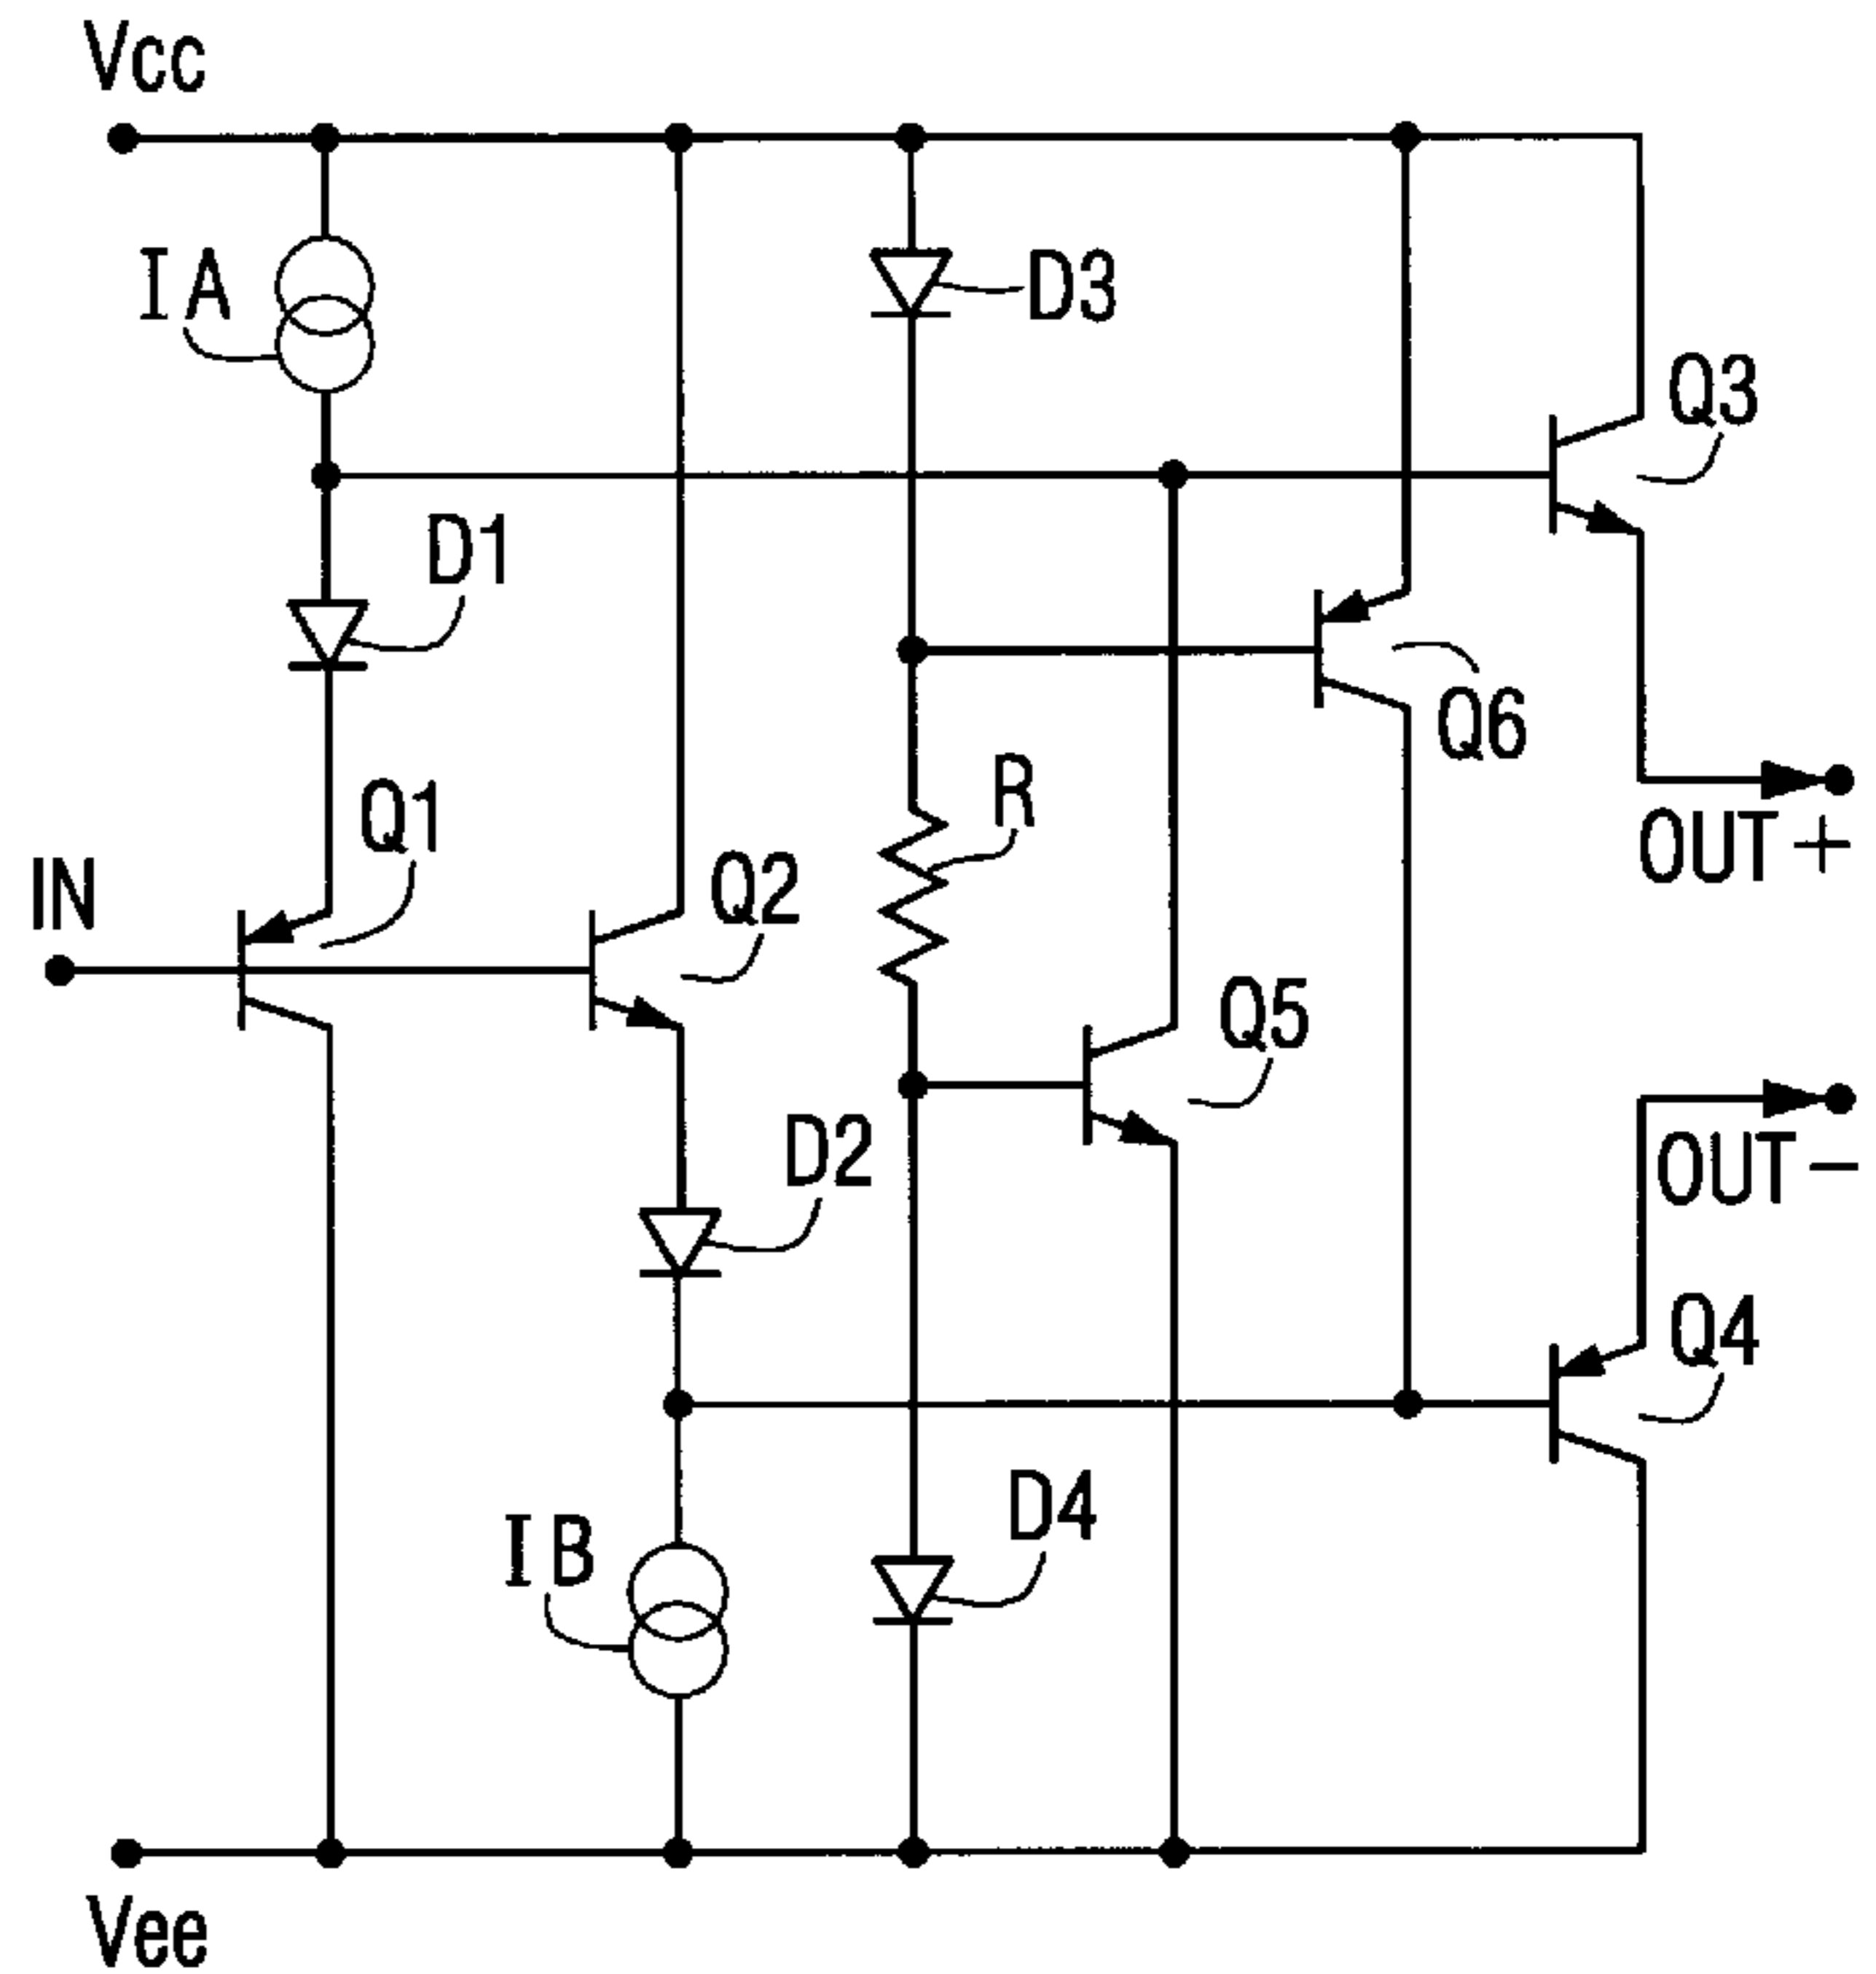 Vcc
IA
D3
Q3
D1
Q6
R
Q1
OUT+
IN
Q2
Q5
D2
OUT-
Q4
D4
IB
Vee